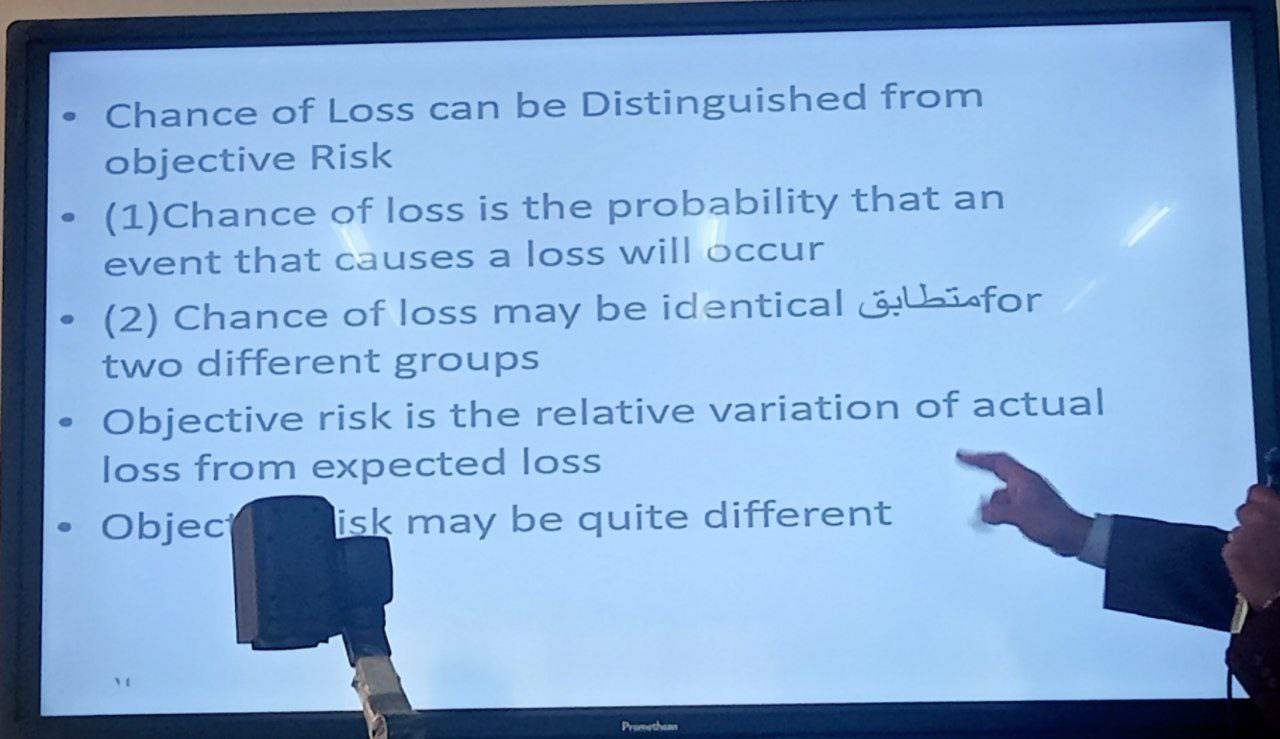 • Chance of Loss can be Distinguished from
objective Risk
• (1)Chance of loss is the probability that an
event that causes a loss will occur
• (2) Chance of loss may be identical متطابقfor
two different groups
• Objective risk is the relative variation of actual
loss from expected loss
• Objec isk may be quite different
Promethean